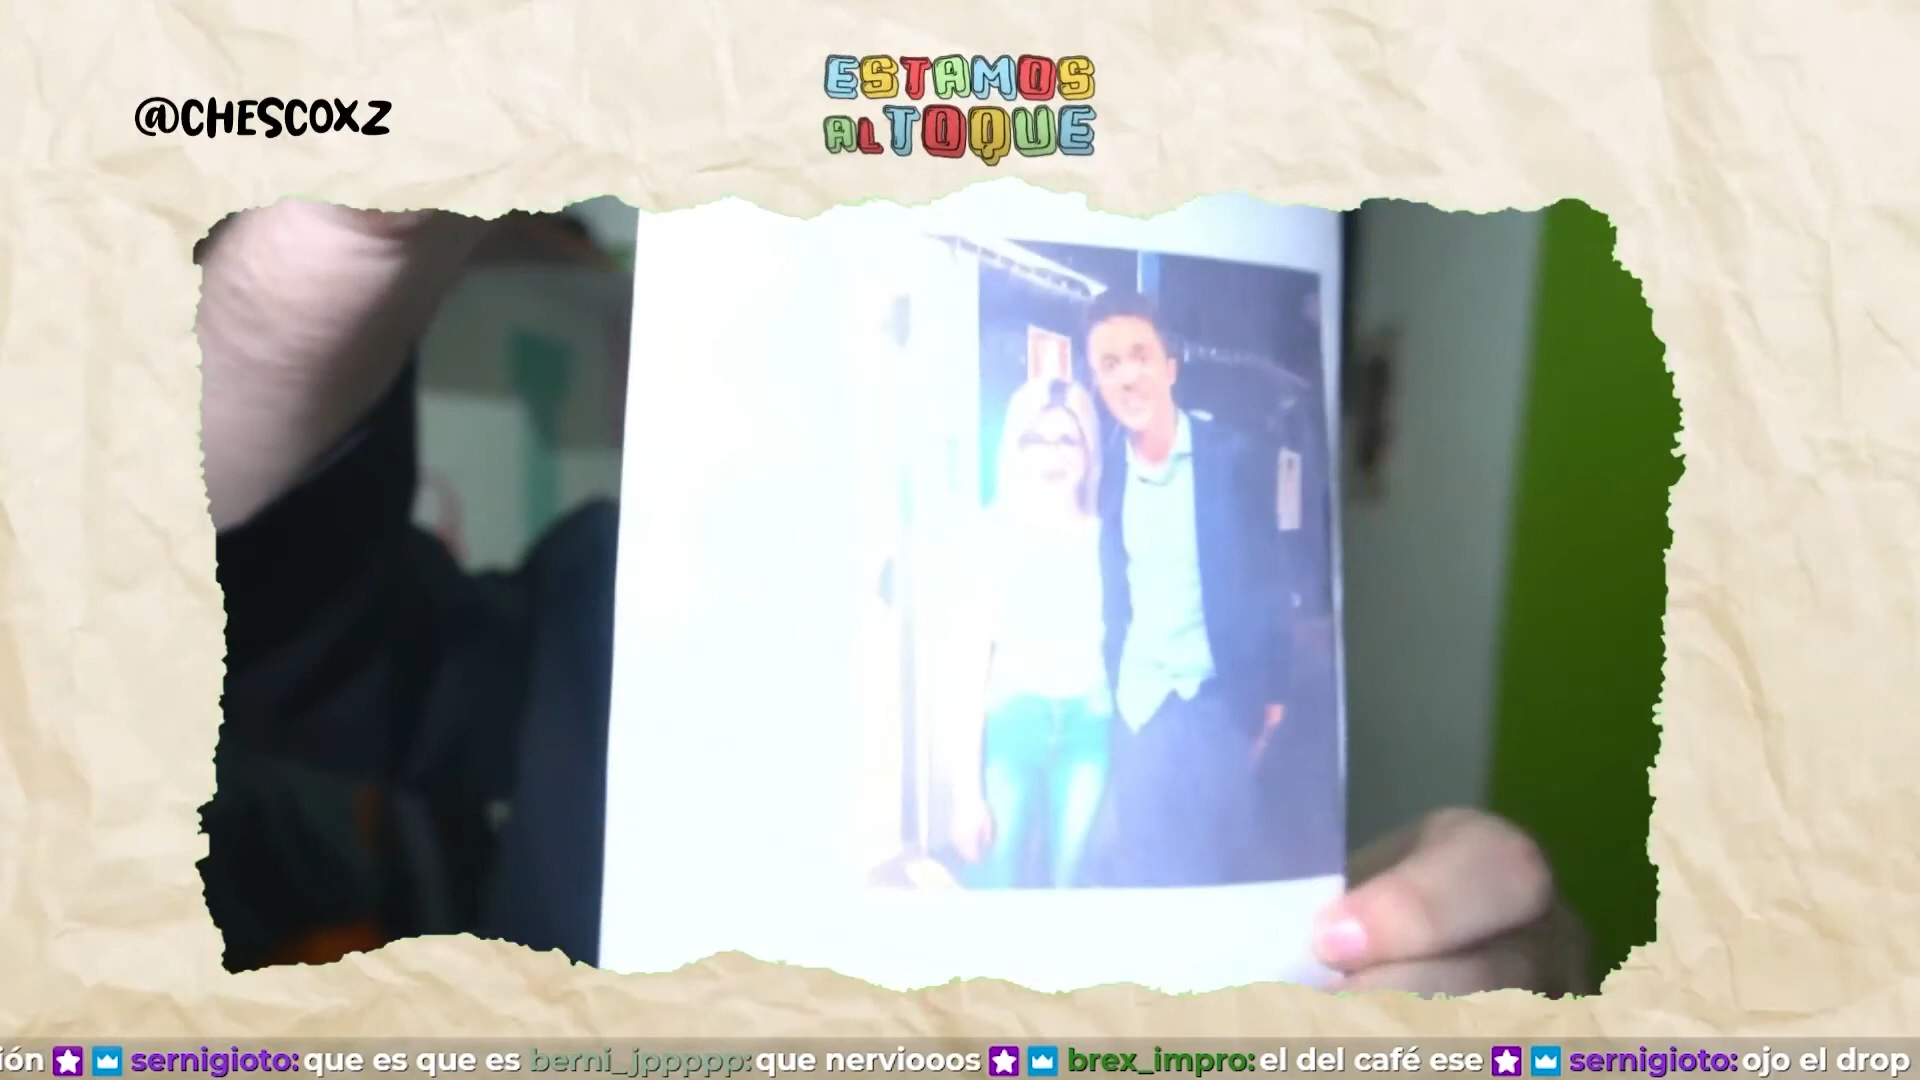 @CHESCOXZ
ESTAMOS
AL TOQUE
ión sernigioto: que es que es berni_jppppp: que nerviooos brex_impro: el del café ese sernigioto: ojo el drop